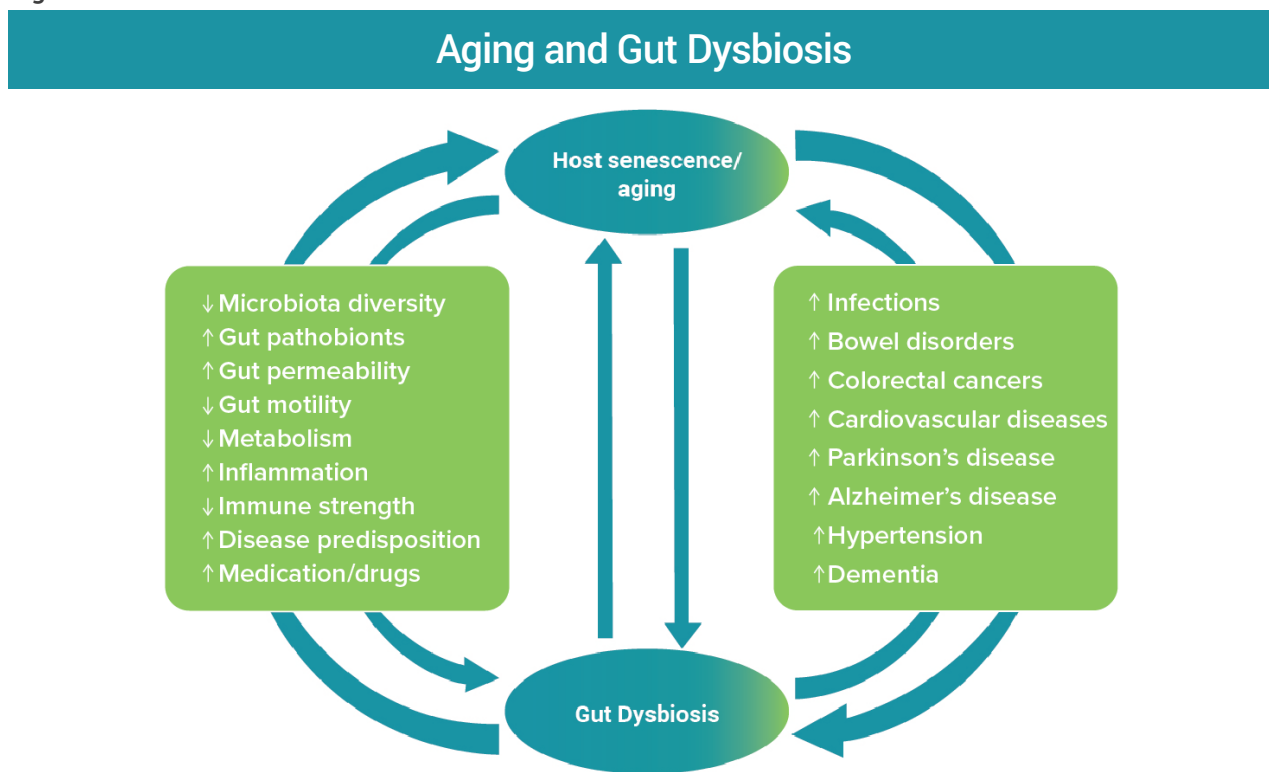 Aging and Gut Dysbiosis
Host senescence/
aging
↓ Microbiota diversity
↑ Gut pathobionts
↑ Gut permeability
↓ Gut motility
↓ Metabolism
↑ Inflammation
↓ Immune strength
↑ Disease predisposition
↑ Medication/drugs
↑ Infections
↑ Bowel disorders
↑ Colorectal cancers
↑ Cardiovascular diseases
↑ Parkinson’s disease
↑ Alzheimer’s disease
↑ Hypertension
↑ Dementia
Gut Dysbiosis